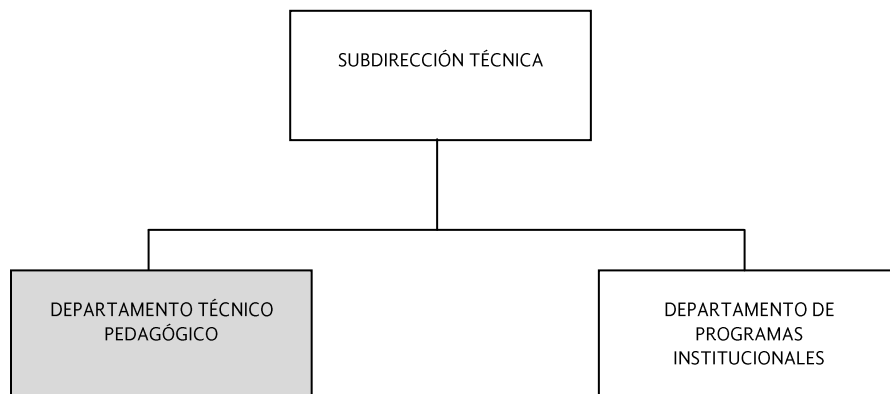 SUBDIRECCIÓN TÉCNICA
DEPARTAMENTO TÉCNICO
PEDAGÓGICO
DEPARTAMENTO DE
PROGRAMAS
INSTITUCIONALES